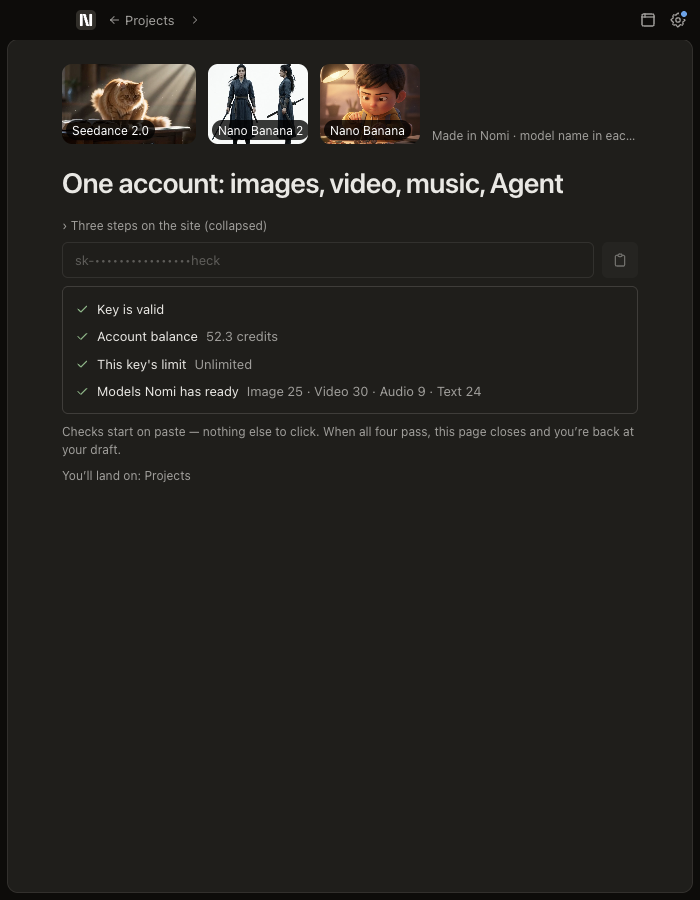 N
← Projects
Seedance 2.0
Nano Banana 2
Nano Banana
Made in Nomi · model name in eac...
One account: images, video, music, Agent
› Three steps on the site (collapsed)
sk-••••••••••••••••heck
Key is valid
Account balance 52.3 credits
This key's limit Unlimited
Models Nomi has ready Image 25 · Video 30 · Audio 9 · Text 24
Checks start on paste — nothing else to click. When all four pass, this page closes and you’re back at
your draft.
You’ll land on: Projects